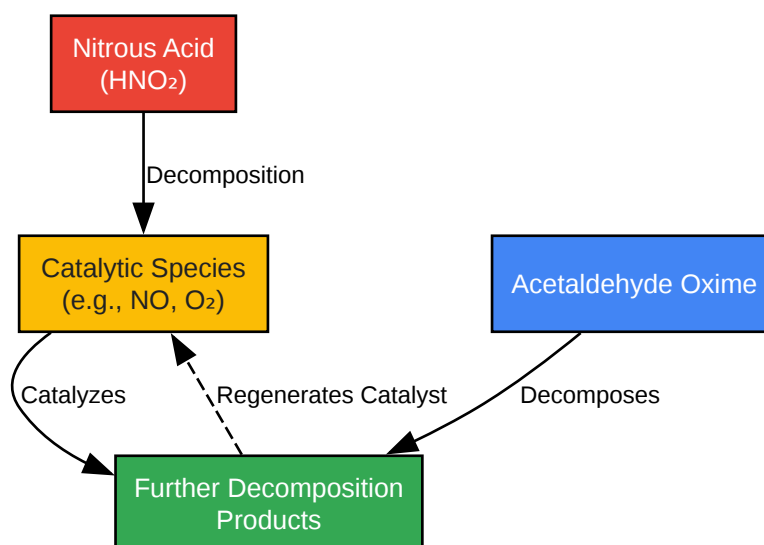 Nitrous Acid
(HNO₂)
Decomposition
Catalytic Species
(e.g., NO, O₂)
Acetaldehyde Oxime
Catalyzes
Regenerates Catalyst
Decomposes
Further Decomposition
Products